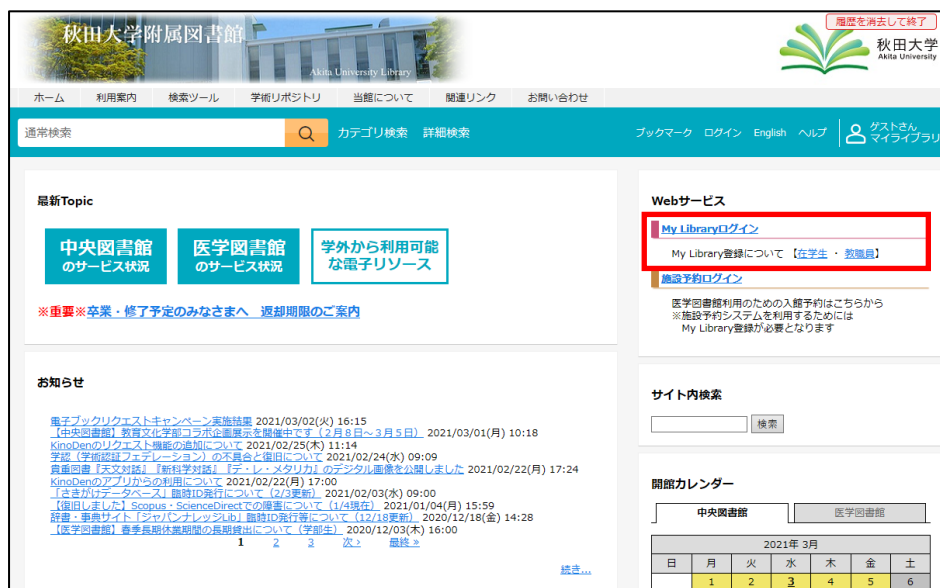 秋田大学附属図書館
Akita University Library
履歴を消去して終了
秋田大学
Akita University
ホーム 利用案内 検索ツール 学術リポジトリ 当館について 関連リンク お問い合わせ
通常検索 カテゴリ検索 詳細検索 ブックマーク ログイン English ヘルプ ゲストさん
マイライブラリ
最新Topic
中央図書館
のサービス状況
医学図書館
のサービス状況
学外から利用可能
な電子リソース
※重要※卒業・修了予定のみなさまへ 返却期限のご案内
お知らせ
電子ブックリクエストキャンペーン実施結果 2021/03/02(火) 16:15
【中央図書館】教育文化学部コラボ企画展示を開催中です(2月8日~3月5日) 2021/03/01(月) 10:18
KinoDenのリクエスト機能の追加について 2021/02/25(木) 11:14
学認(学術認証フェデレーション)の不具合と復旧について 2021/02/24(水) 09:09
貴重図書『天文対話』『新科学対話』『デ・レ・メタリカ』のデジタル画像を公開しました 2021/02/22(月) 17:24
KinoDenのアプリからの利用について 2021/02/22(月) 17:00
「さきがけデータベース」臨時ID発行について(2/3更新) 2021/02/03(水) 09:00
【復旧しました】Scopus・ScienceDirectでの障害について(1/4現在) 2021/01/04(月) 15:59
辞書・事典サイト「ジャパンナレッジLib」臨時ID発行等について(12/18更新) 2020/12/18(金) 14:28
【医学図書館】春季長期休業期間の長期貸出について(学部生) 2020/12/03(木) 16:00
1 2 3 次 › 最終 »
続き...
Webサービス
My Libraryログイン
My Library登録について 【在学生 ・ 教職員】
施設予約ログイン
医学図書館利用のための入館予約はこちらから
※施設予約システムを利用するためには
My Library登録が必要となります
サイト内検索
検索
開館カレンダー
中央図書館 医学図書館
2021年 3月
日 月 火 水 木 金 土
1 2 3 4 5 6